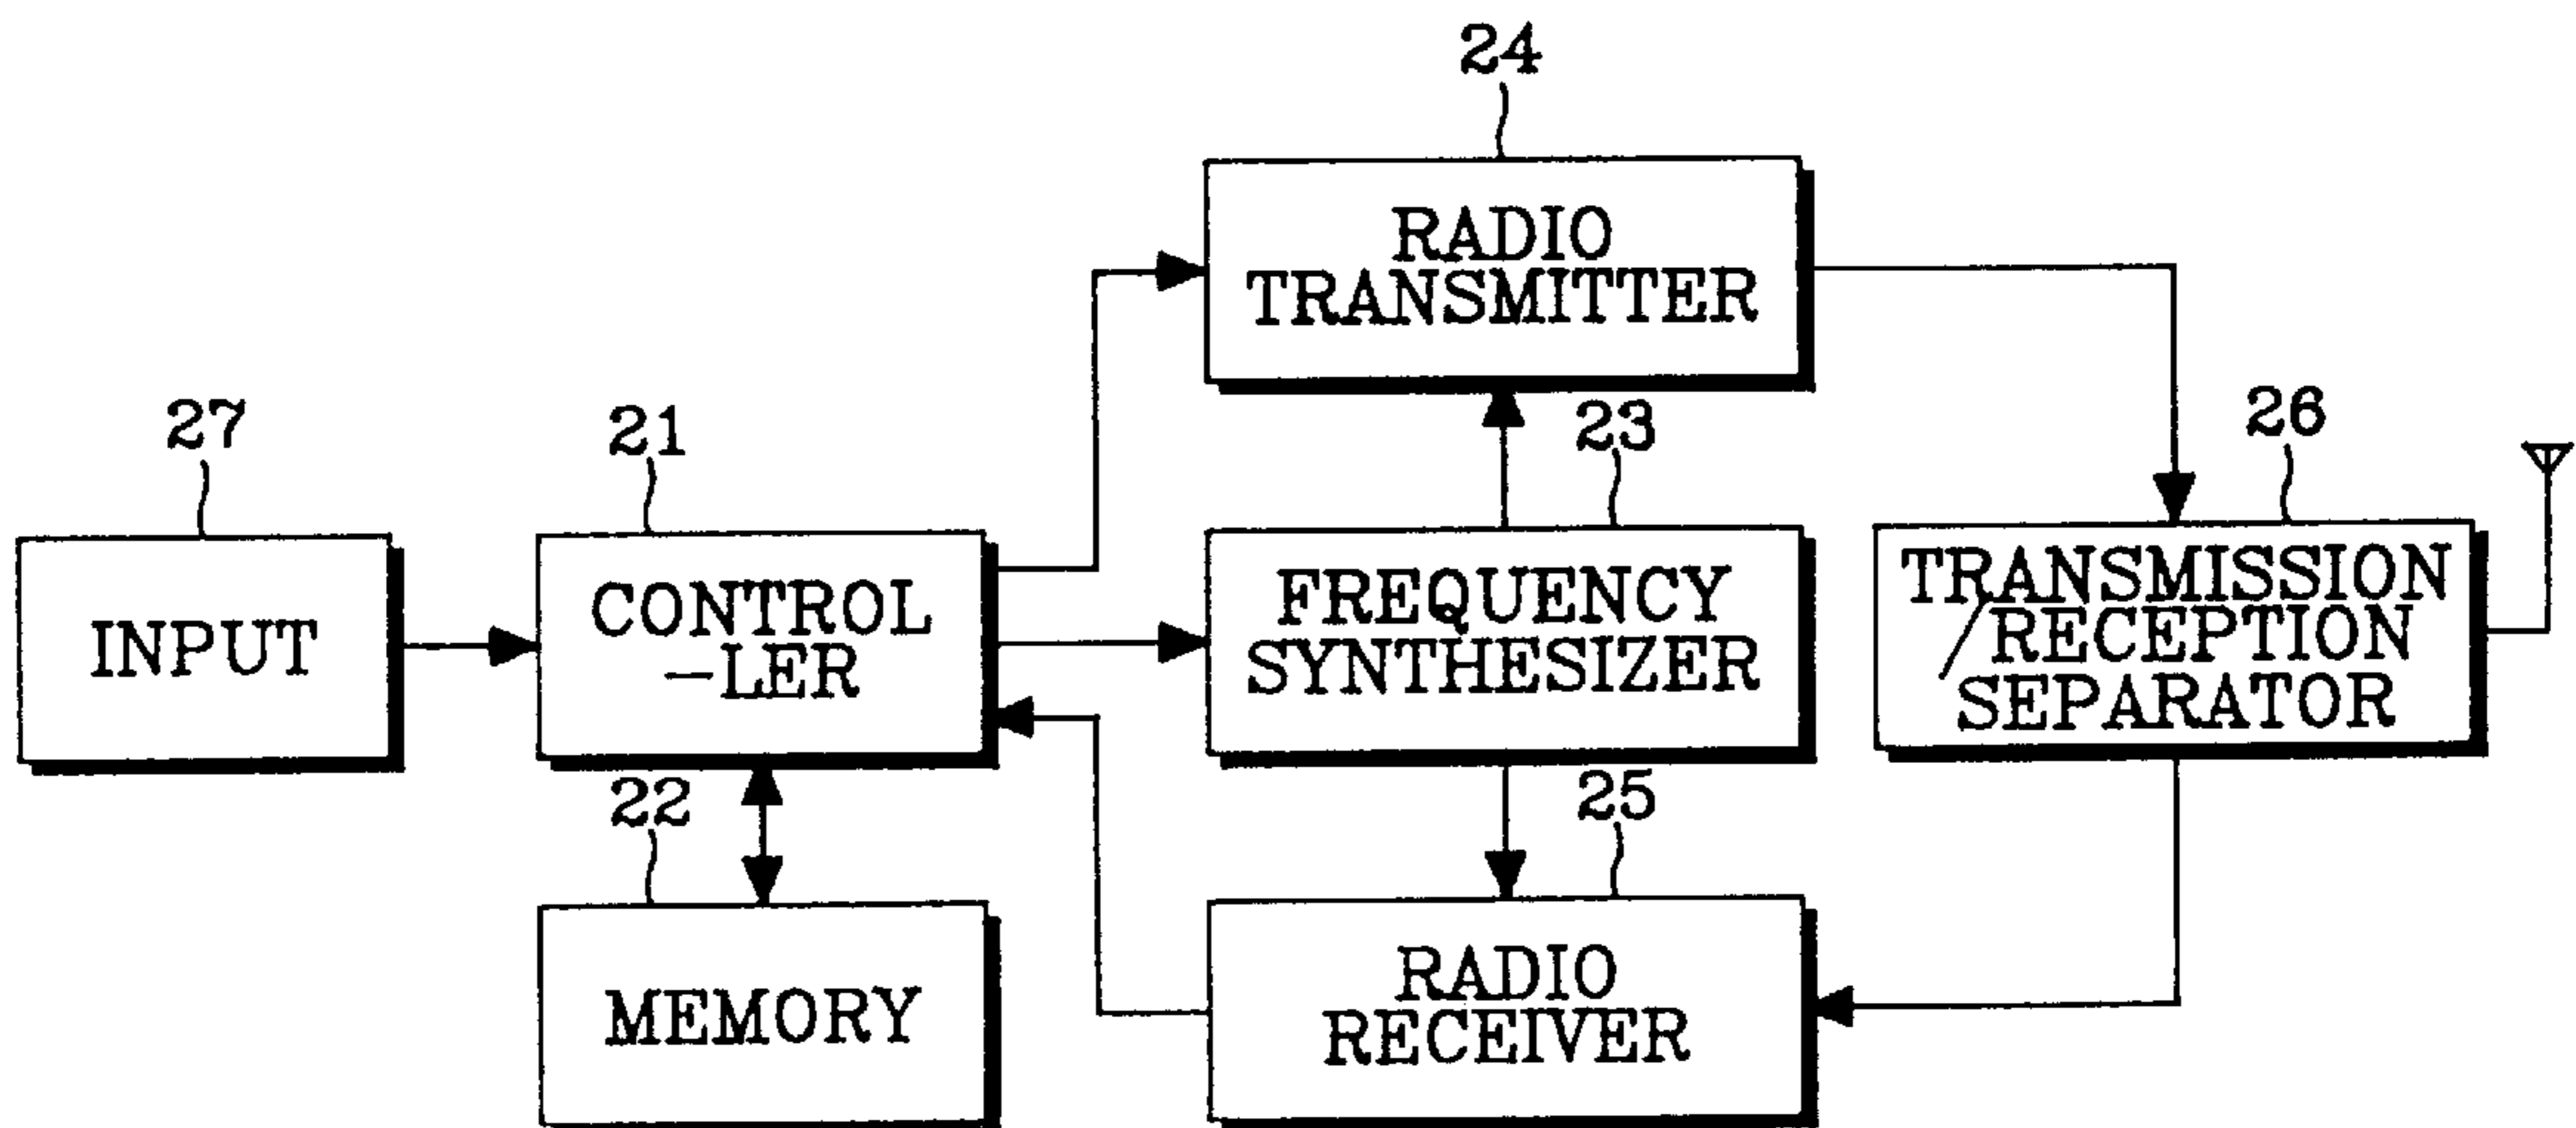 24
RADIO
TRANSMITTER
27
21
23
26
INPUT
CONTROL
-LER
FREQUENCY
SYNTHESIZER
TRANSMISSION
/RECEPTION
SEPARATOR
22
25
MEMORY
RADIO
RECEIVER